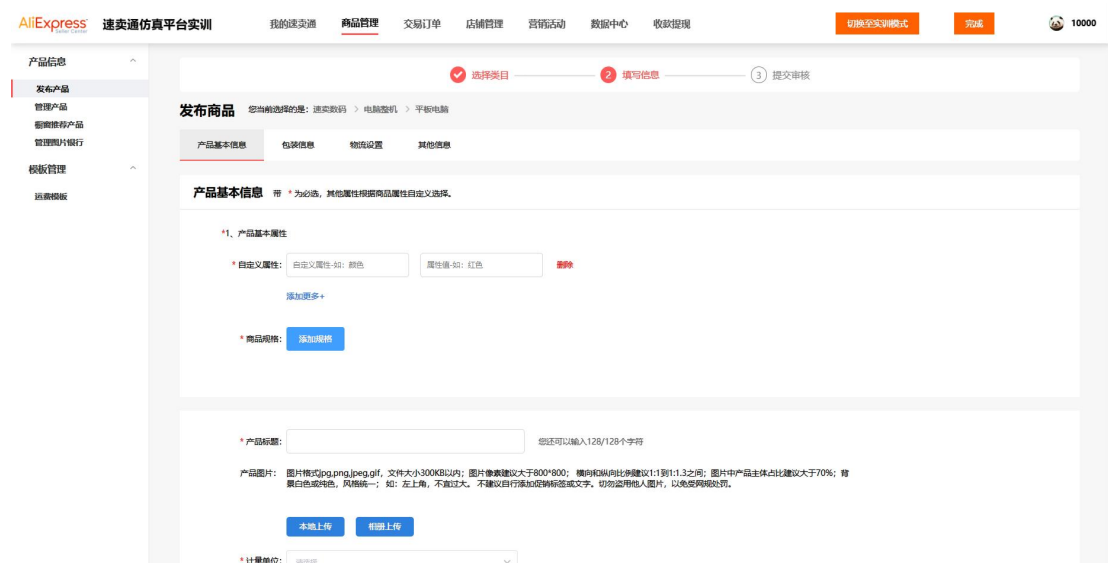 AliExpress
Seller Center
速卖通仿真平台实训
我的速卖通 商品管理 交易订单 店铺管理 营销活动 数据中心 收款提现
切换至实训模式 完成 10000
产品信息
发布产品
管理产品
橱窗推荐产品
管理图片银行
模板管理
运费模板
选择类目 2 填写信息 3 提交审核
发布商品 您当前选择的是: 速卖数码 > 电脑整机 > 平板电脑
产品基本信息 包装信息 物流设置 其他信息
产品基本信息 带 * 为必选, 其他属性根据商品属性自定义选择。
*1、产品基本属性
* 自定义属性: 自定义属性-如: 颜色 属性值-如: 红色 删除
添加更多+
* 商品规格: 添加规格
* 产品标题: 您还可以输入128/128个字符
产品图片: 图片格式jpg,png,jpeg,gif, 文件大小300KB以内; 图片像素建议大于800*800; 横向和纵向比例建议1:1到1:1.3之间; 图片中产品主体占比建议大于70%; 背
景白色或纯色, 风格统一; 如: 左上角, 不宜过大。 不建议自行添加促销标签或文字。切勿盗用他人图片, 以免受网规处罚。
本地上传 相册上传
* 计量单位: 请选择